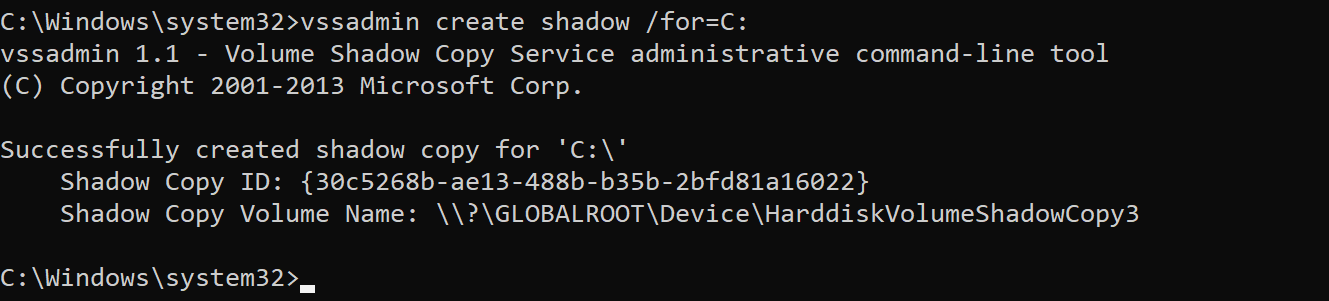 C:\Windows\system32>vssadmin create shadow /for=C:
vssadmin 1.1 - Volume Shadow Copy Service administrative command-line tool
(C) Copyright 2001-2013 Microsoft Corp.

Successfully created shadow copy for 'C:\'
    Shadow Copy ID: {30c5268b-ae13-488b-b35b-2bfd81a16022}
    Shadow Copy Volume Name: \\?\GLOBALROOT\Device\HarddiskVolumeShadowCopy3

C:\Windows\system32>